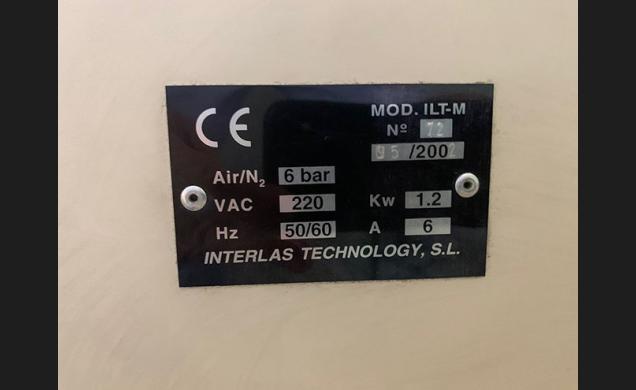 CE
MOD. ILT-M
Nº 72
05/2002
Air/N₂ 6 bar
VAC 220 Kw 1.2
Hz 50/60 A 6
INTERLAS TECHNOLOGY, S.L.